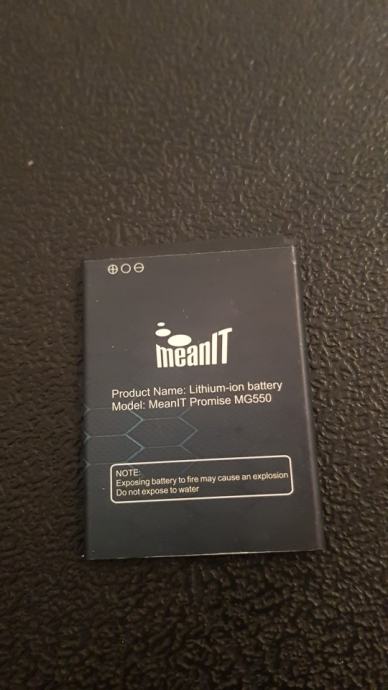 meanIT
Product Name: Lithium-ion battery
Model: MeanIT Promise MG550
NOTE:
Exposing battery to fire may cause an explosion
Do not expose to water